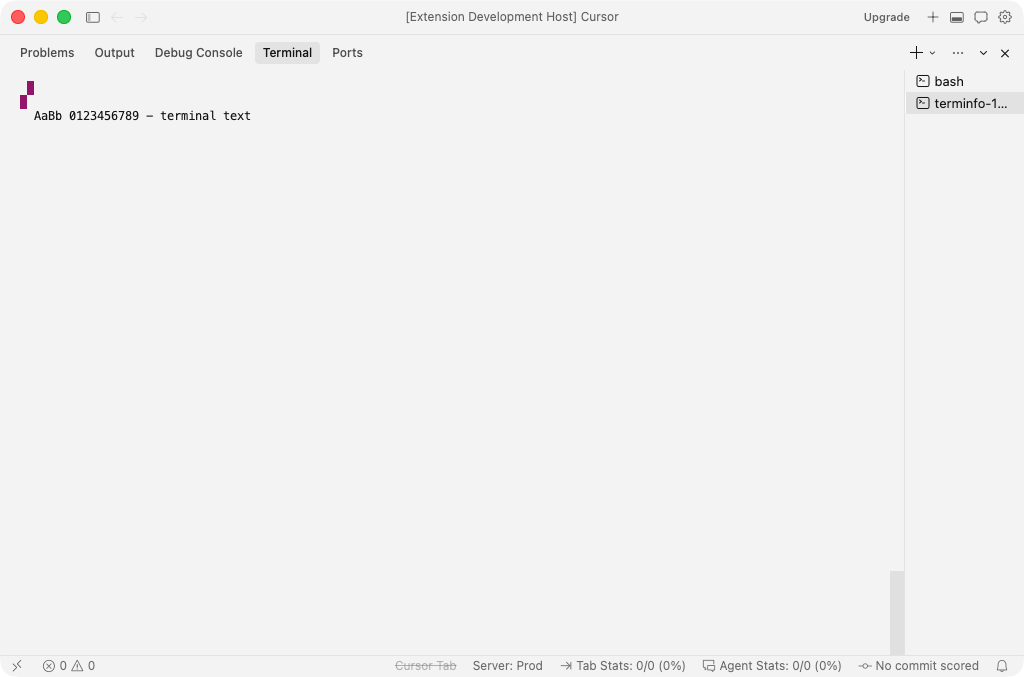 [Extension Development Host] Cursor
Upgrade
Problems Output Debug Console Terminal Ports
bash
terminfo-1...
AaBb 0123456789 — terminal text
0 0 Cursor Tab Server: Prod Tab Stats: 0/0 (0%) Agent Stats: 0/0 (0%) No commit scored